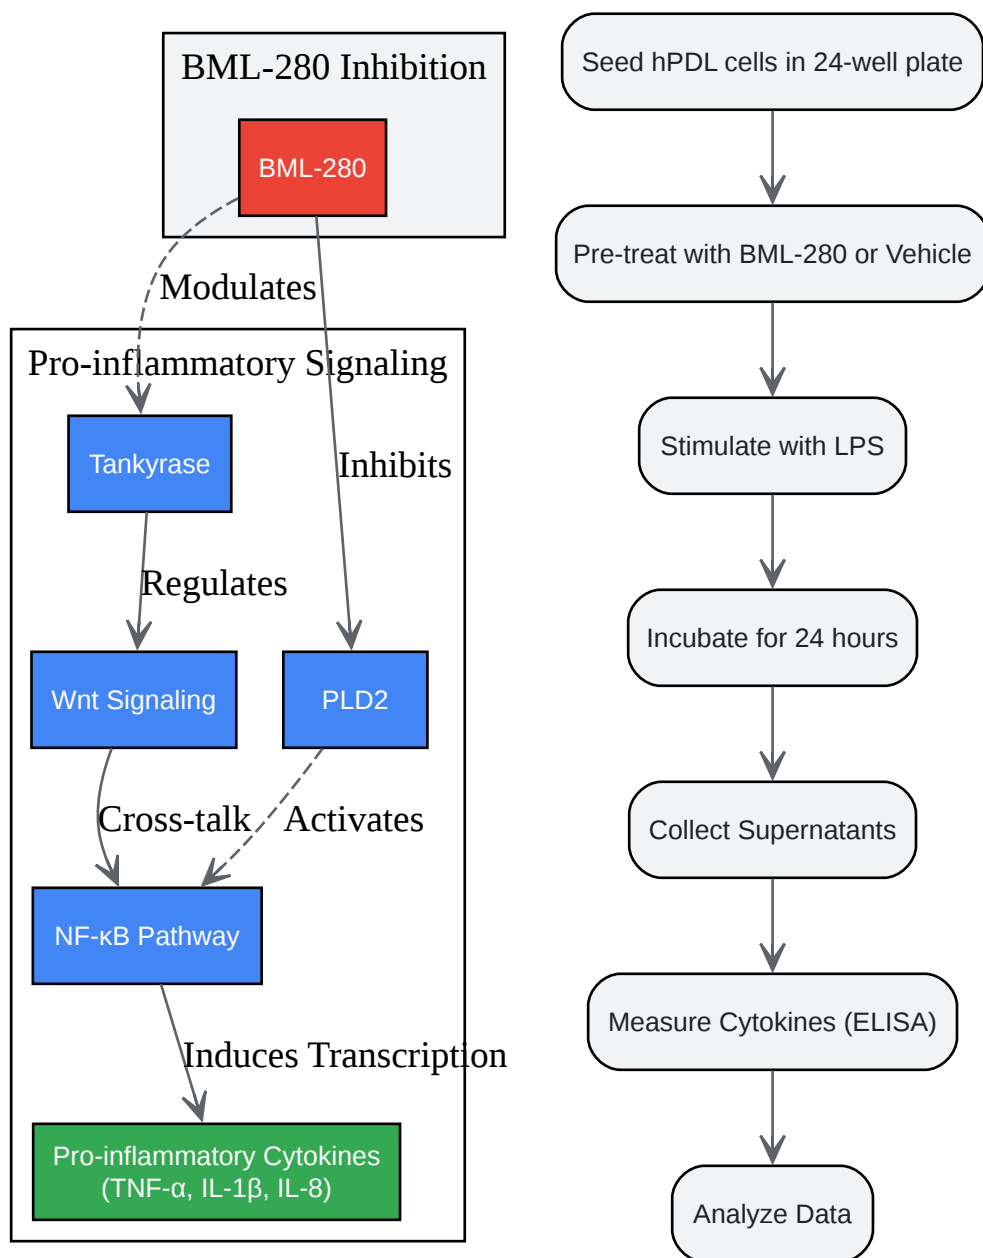 BML-280 Inhibition
BML-280
Modulates
Pro-inflammatory Signaling
Tankyrase
Inhibits
Regulates
Wnt Signaling
PLD2
Cross-talk
Activates
NF-κB Pathway
Induces Transcription
Pro-inflammatory Cytokines
(TNF-α, IL-1β, IL-8)
Seed hPDL cells in 24-well plate
Pre-treat with BML-280 or Vehicle
Stimulate with LPS
Incubate for 24 hours
Collect Supernatants
Measure Cytokines (ELISA)
Analyze Data